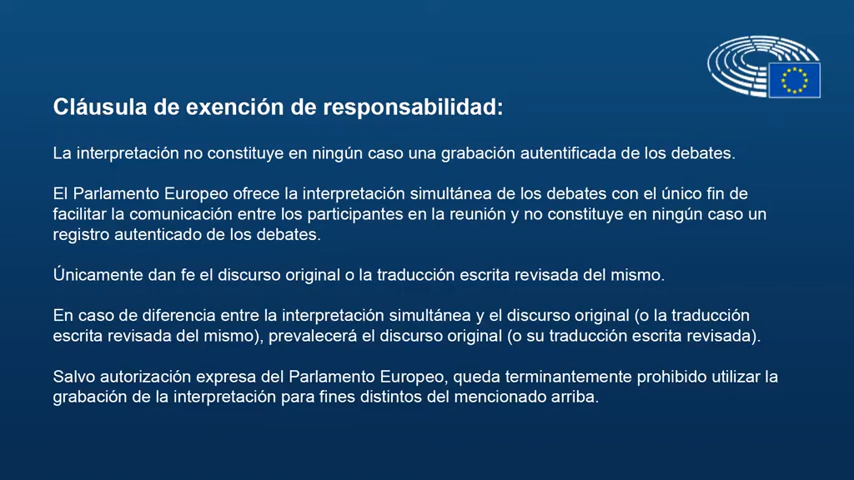 Cláusula de exención de responsabilidad:
La interpretación no constituye en ningún caso una grabación autentificada de los debates.
El Parlamento Europeo ofrece la interpretación simultánea de los debates con el único fin de
facilitar la comunicación entre los participantes en la reunión y no constituye en ningún caso un
registro autenticado de los debates.
Únicamente dan fe el discurso original o la traducción escrita revisada del mismo.
En caso de diferencia entre la interpretación simultánea y el discurso original (o la traducción
escrita revisada del mismo), prevalecerá el discurso original (o su traducción escrita revisada).
Salvo autorización expresa del Parlamento Europeo, queda terminantemente prohibido utilizar la
grabación de la interpretación para fines distintos del mencionado arriba.